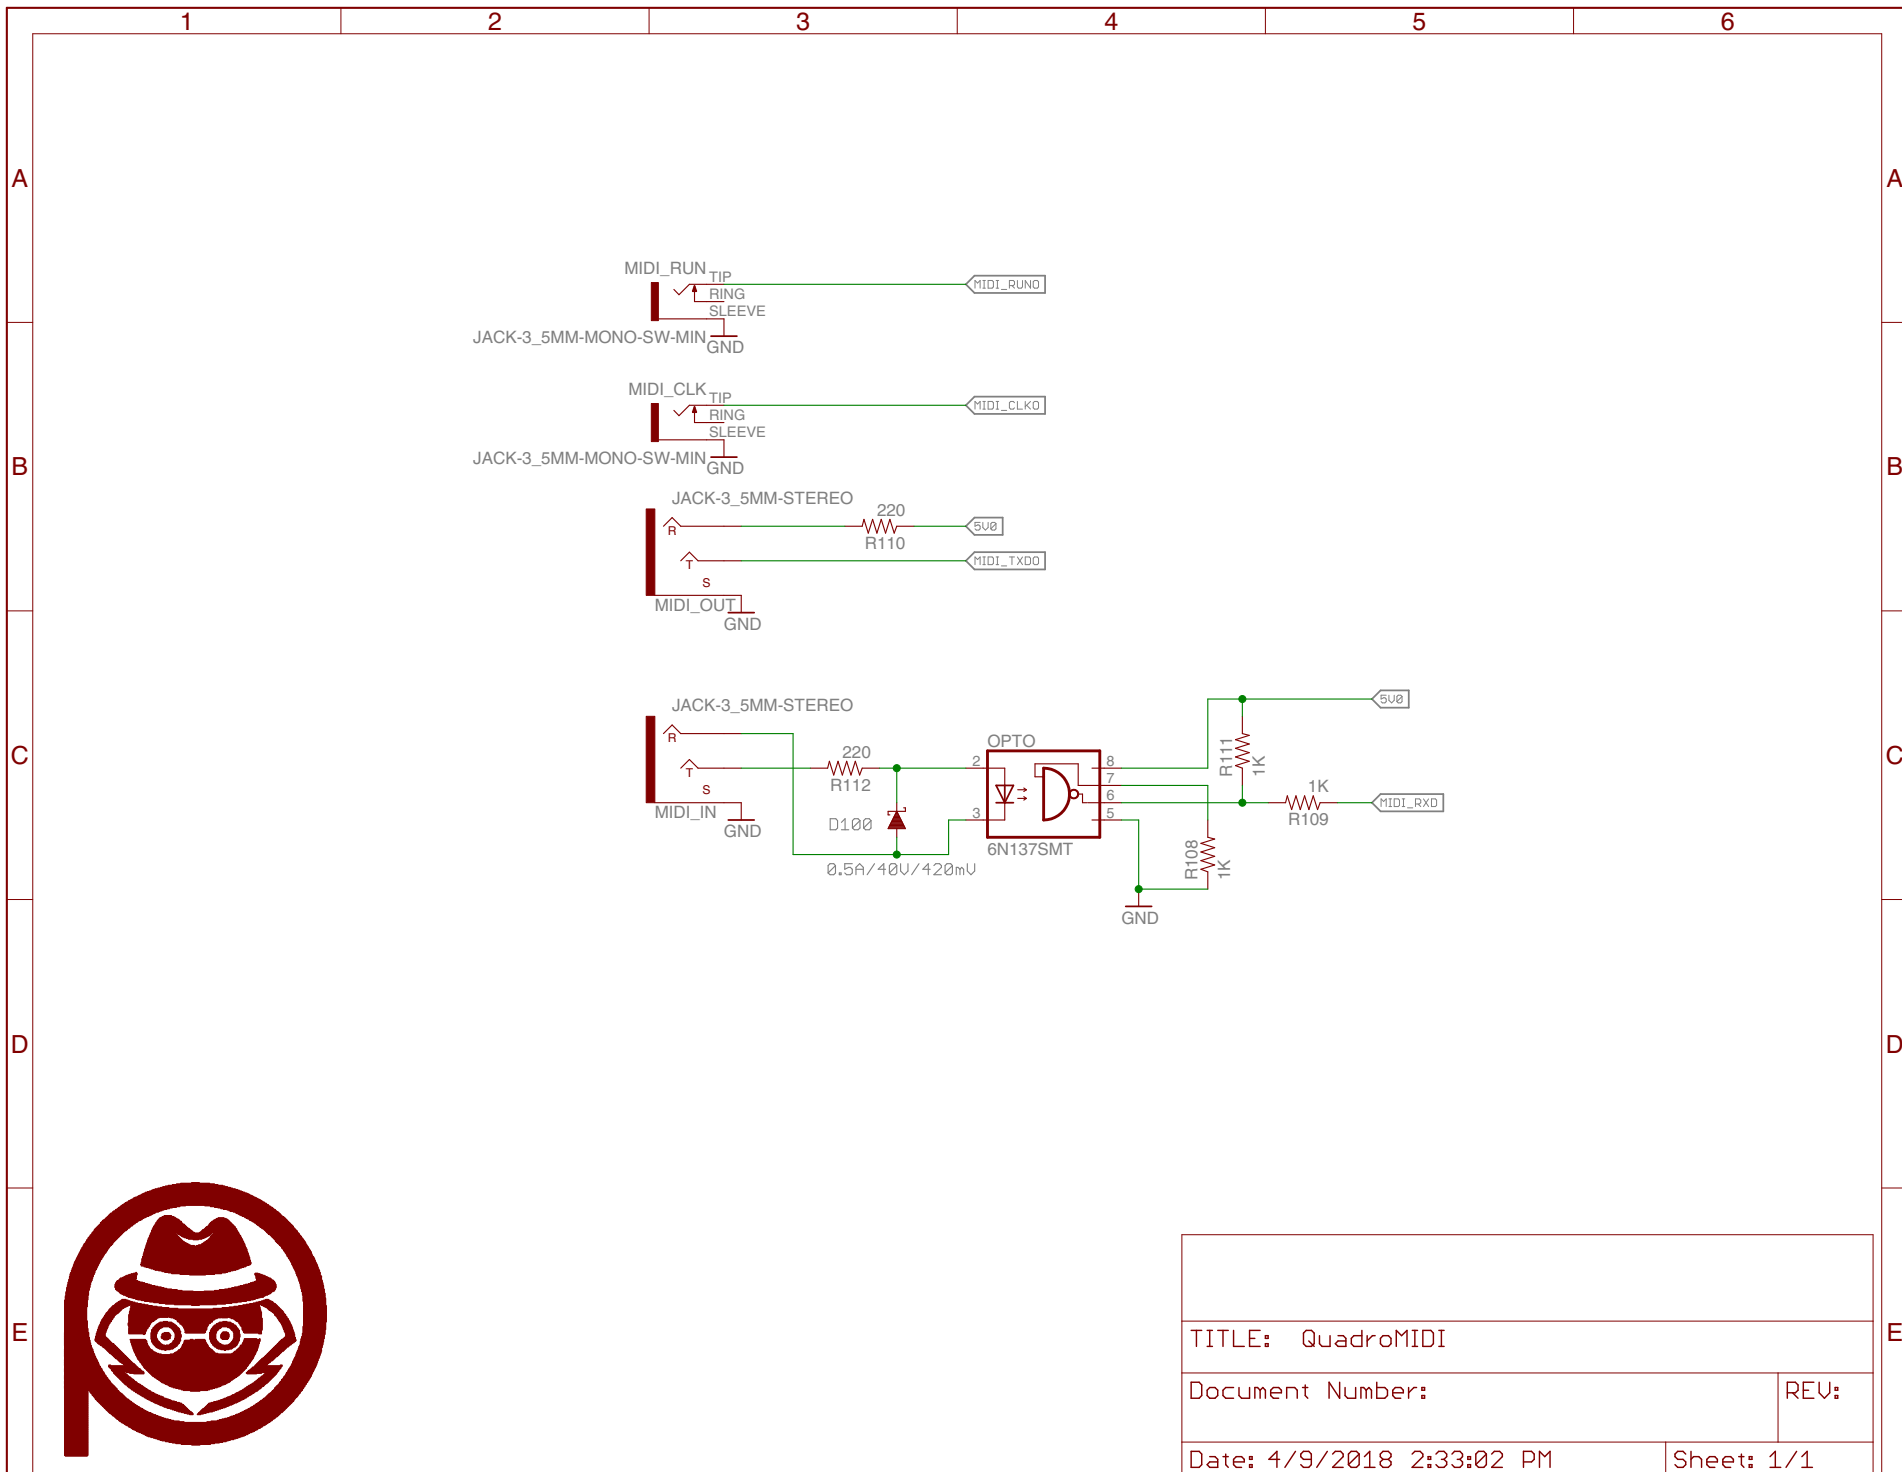 1 2 3 4 5 6
A A
MIDI_RUN
TIP
RING
SLEEVE
MIDI_RUNO
JACK-3_5MM-MONO-SW-MIN
GND
MIDI_CLK
TIP
RING
SLEEVE
MIDI_CLKO
JACK-3_5MM-MONO-SW-MIN
GND
B B
JACK-3_5MM-STEREO
R
220
R110
5V0
T
MIDI_TXDO
S
MIDI_OUT
GND
JACK-3_5MM-STEREO
R
T
S
MIDI_IN
GND
220
R112
D100
0.5A/40V/420mV
OPTO
2
3
8
7
6
5
6N137SMT
R111
1K
5V0
1K
R109
MIDI_RXD
R108
1K
GND
C C
D D
E E
TITLE: QuadroMIDI
Document Number:
REV:
Date: 4/9/2018 2:33:02 PM
Sheet: 1/1